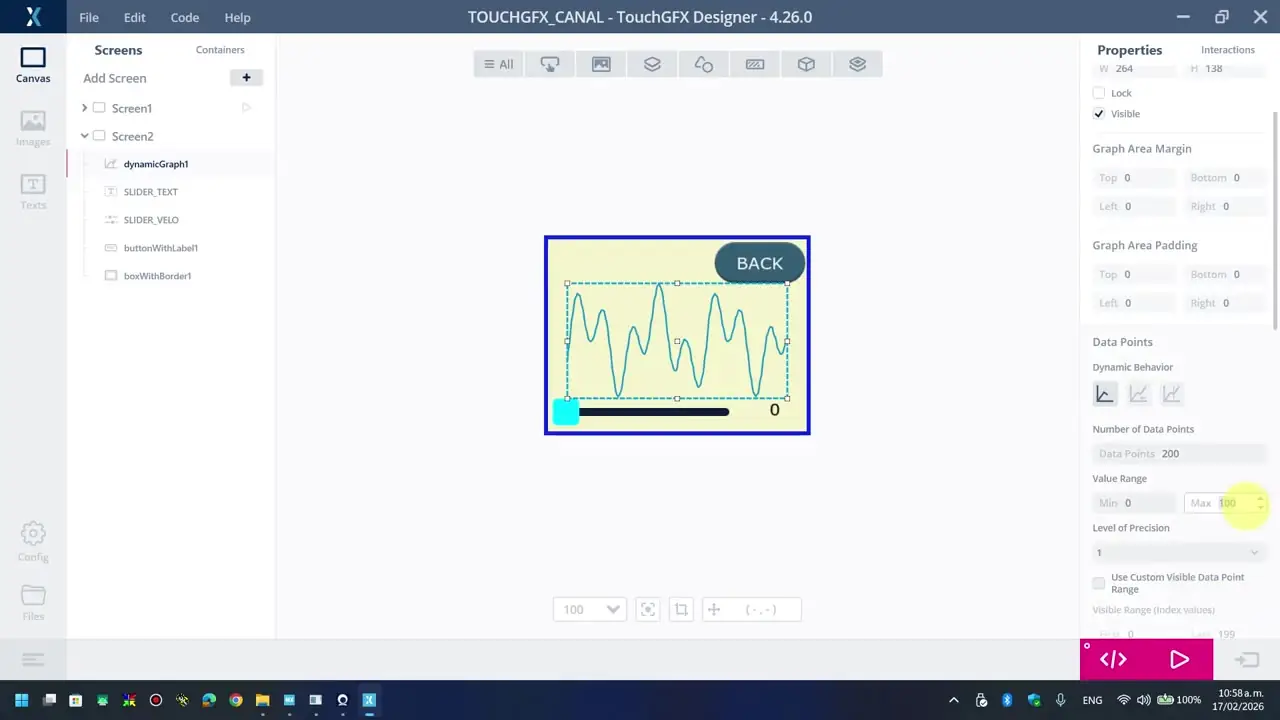 File Edit Code Help
TOUCHGFX_CANAL - TouchGFX Designer - 4.26.0
Canvas
Images
Texts
Config
Files
Screens Containers
Add Screen +
Screen1
Screen2
dynamicGraph1
SLIDER_TEXT
SLIDER_VELO
buttonWithLabel1
boxWithBorder1
All
BACK
0
100
( - , - )
Properties Interactions
W 264 H 138
Lock
Visible
Graph Area Margin
Top 0 Bottom 0
Left 0 Right 0
Graph Area Padding
Top 0 Bottom 0
Left 0 Right 0
Data Points
Dynamic Behavior
Number of Data Points
Data Points 200
Value Range
Min 0 Max 100
Level of Precision
1
Use Custom Visible Data Point
Range
Visible Range (Index values)
0 199
ENG 100% 10:58 a.m.
17/02/2026